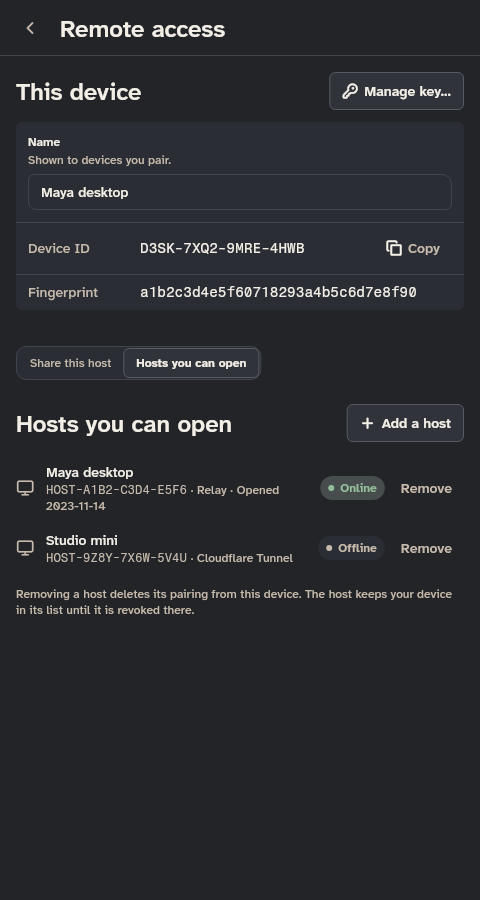 Remote access
This device
Manage key...
Name
Shown to devices you pair.
Maya desktop
Device ID
D3SK-7XQ2-9MRE-4HWB
Copy
Fingerprint
a1b2c3d4e5f60718293a4b5c6d7e8f90
Share this host
Hosts you can open
Hosts you can open
Add a host
Maya desktop
HOST-A1B2-C3D4-E5F6 · Relay · Opened
2023-11-14
Online
Remove
Studio mini
HOST-9Z8Y-7X6W-5V4U · Cloudflare Tunnel
Offline
Remove
Removing a host deletes its pairing from this device. The host keeps your device
in its list until it is revoked there.